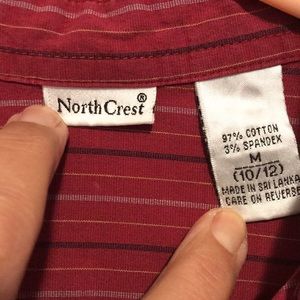 NorthCrest®
97% COTTON
3% SPANDEX
M
(10/12)
MADE IN SRI LANKA
CARE ON REVERSE